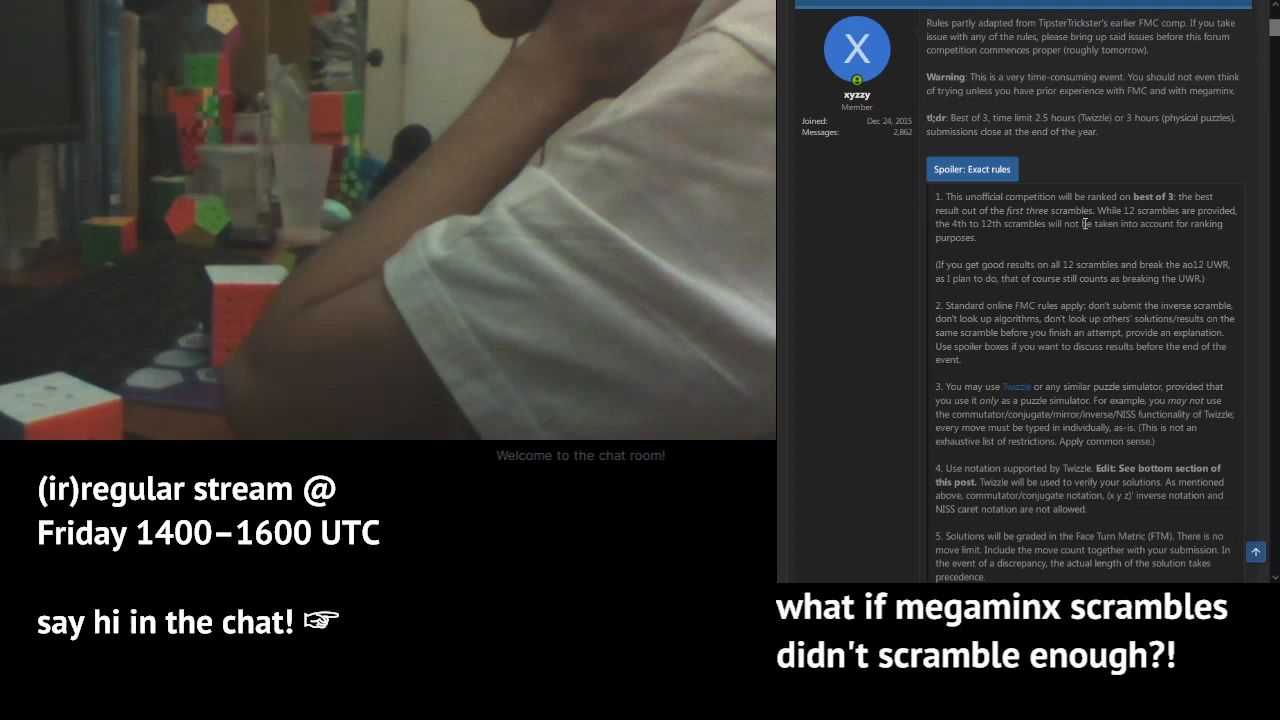 Rules partly adapted from TipsterTrickster's earlier FMC comp. If you take
issue with any of the rules, please bring up said issues before this forum
competition commences proper (roughly tomorrow).
X
xyzzy
Member
Joined: Dec 24, 2015
Messages: 2,862
Warning: This is a very time-consuming event. You should not even think
of trying unless you have prior experience with FMC and with megaminx.
tl;dr: Best of 3, time limit 2.5 hours (Twizzle) or 3 hours (physical puzzles),
submissions close at the end of the year.
Spoiler: Exact rules
1. This unofficial competition will be ranked on best of 3: the best
result out of the first three scrambles. While 12 scrambles are provided,
the 4th to 12th scrambles will not be taken into account for ranking
purposes.
(If you get good results on all 12 scrambles and break the ao12 UWR,
as I plan to do, that of course still counts as breaking the UWR.)
2. Standard online FMC rules apply: don't submit the inverse scramble,
don't look up algorithms, don't look up others' solutions/results on the
same scramble before you finish an attempt, provide an explanation.
Use spoiler boxes if you want to discuss results before the end of the
event.
3. You may use Twizzle or any similar puzzle simulator, provided that
you use it only as a puzzle simulator. For example, you may not use
the commutator/conjugate/mirror/inverse/NISS functionality of Twizzle;
every move must be typed in individually, as-is. (This is not an
exhaustive list of restrictions. Apply common sense.)
4. Use notation supported by Twizzle. Edit: See bottom section of
this post. Twizzle will be used to verify your solutions. As mentioned
above, commutator/conjugate notation, (x y z)' inverse notation and
NISS caret notation are not allowed.
5. Solutions will be graded in the Face Turn Metric (FTM). There is no
move limit. Include the move count together with your submission. In
the event of a discrepancy, the actual length of the solution takes
precedence.
Welcome to the chat room!
(ir)regular stream @
Friday 1400–1600 UTC
say hi in the chat! ☞
what if megaminx scrambles
didn't scramble enough?!